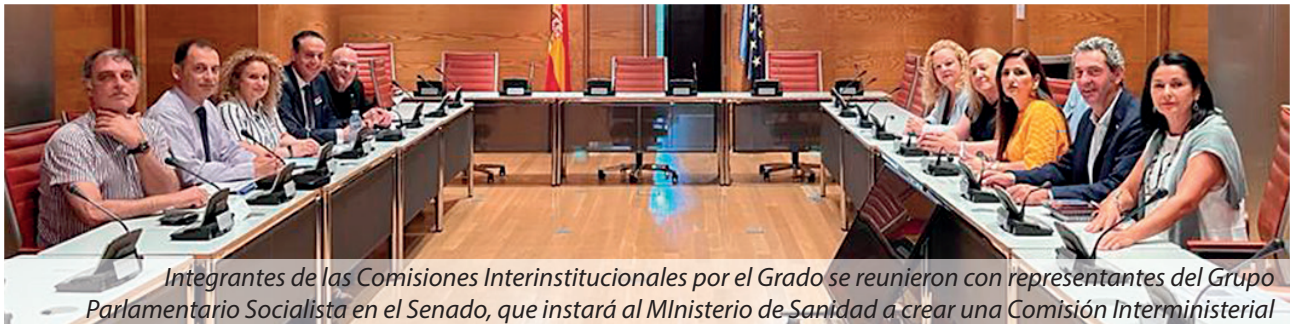 Integrantes de las Comisiones Interinstitucionales por el Grado se reunieron con representantes del Grupo
Parlamentario Socialista en el Senado, que instará al MInisterio de Sanidad a crear una Comisión Interministerial